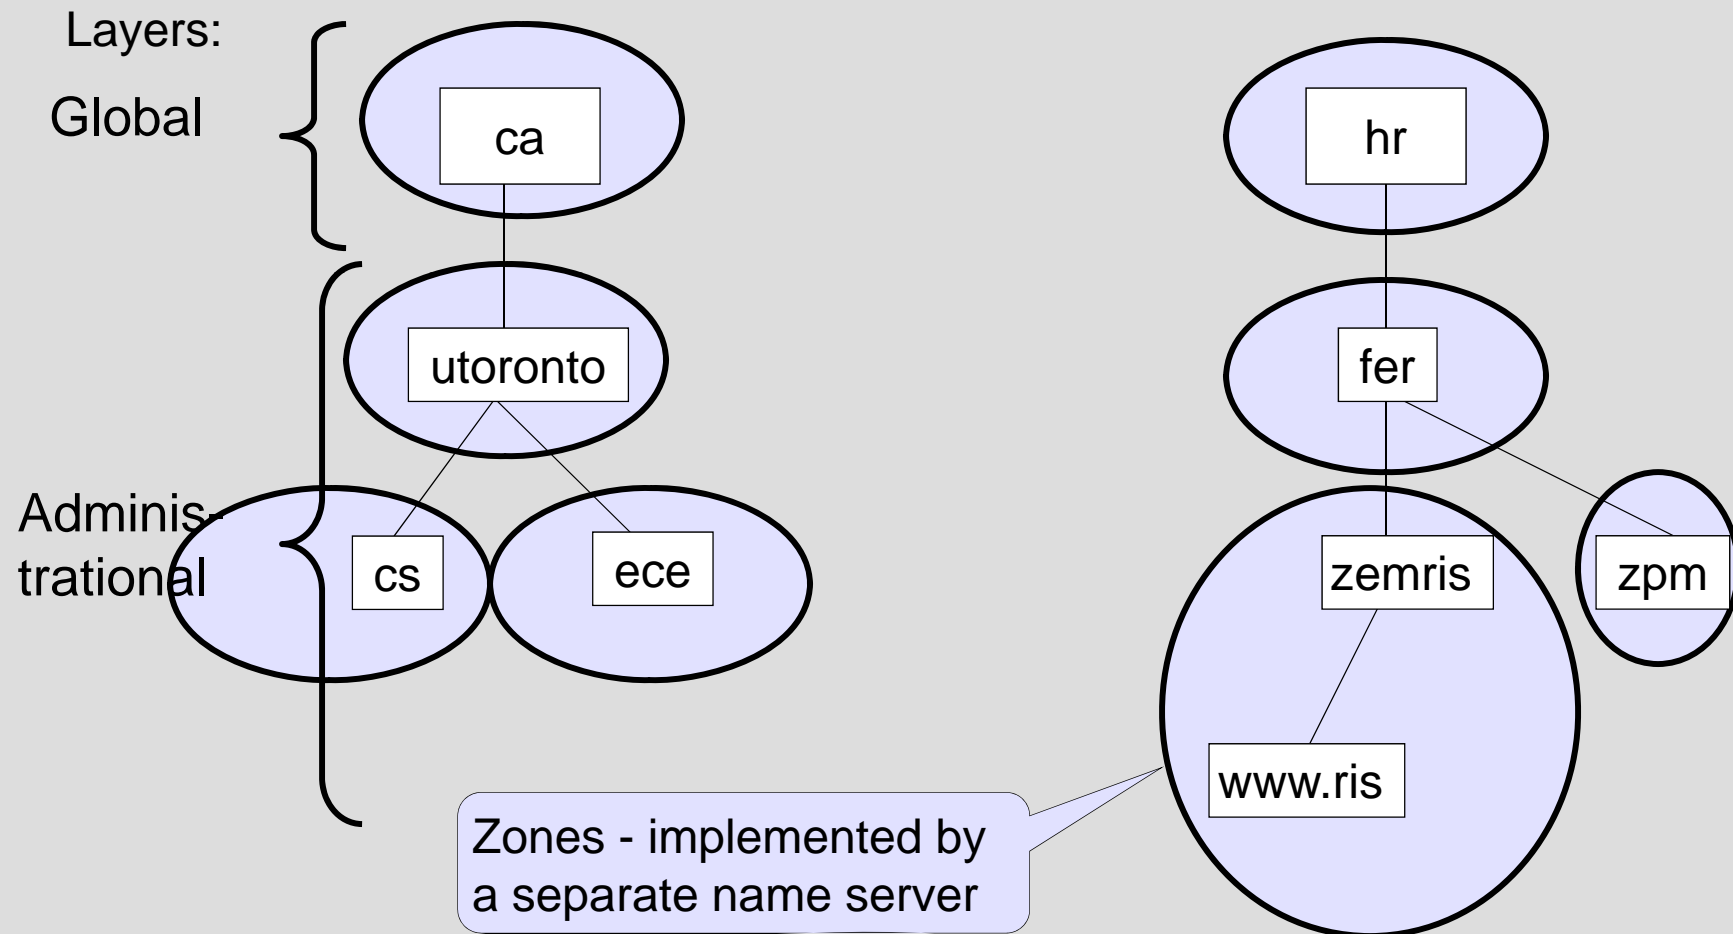 Layers:
Global
ca
hr
utoronto
fer
Adminis-
trational
cs
ece
zemris
zpm
www.ris
Zones - implemented by
a separate name server